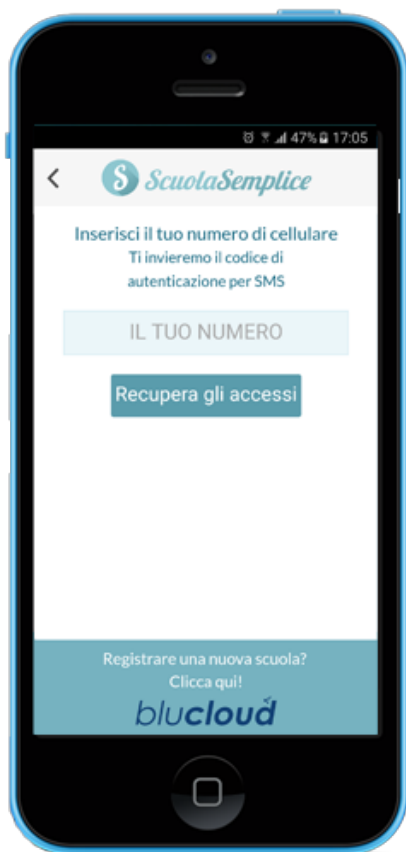 47% 17:05
ScuolaSemplice
Inserisci il tuo numero di cellulare
Ti invieremo il codice di
autenticazione per SMS
IL TUO NUMERO
Recupera gli accessi
Registrare una nuova scuola?
Clicca qui!
blucloud